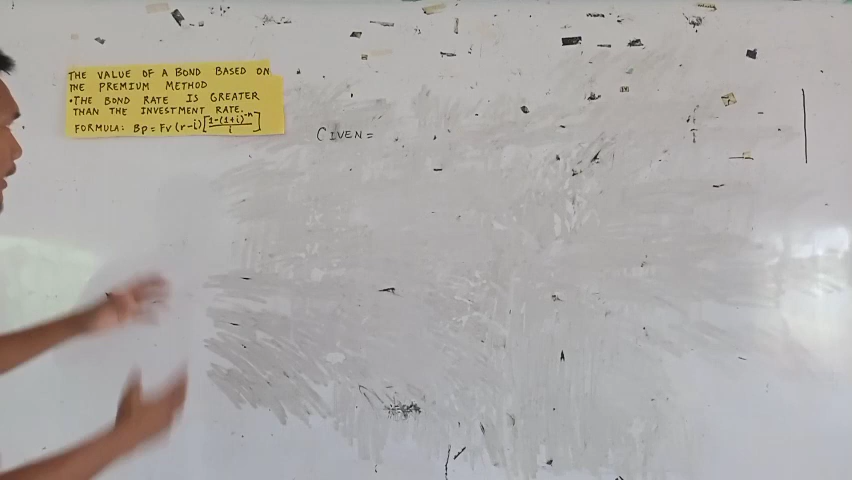 THE VALUE OF A BOND BASED ON
THE PREMIUM METHOD
•THE BOND RATE IS GREATER
THAN THE INVESTMENT RATE.
FORMULA: Bp = Fv (r-i) [1-(1+i)^-n / i]
GIVEN =